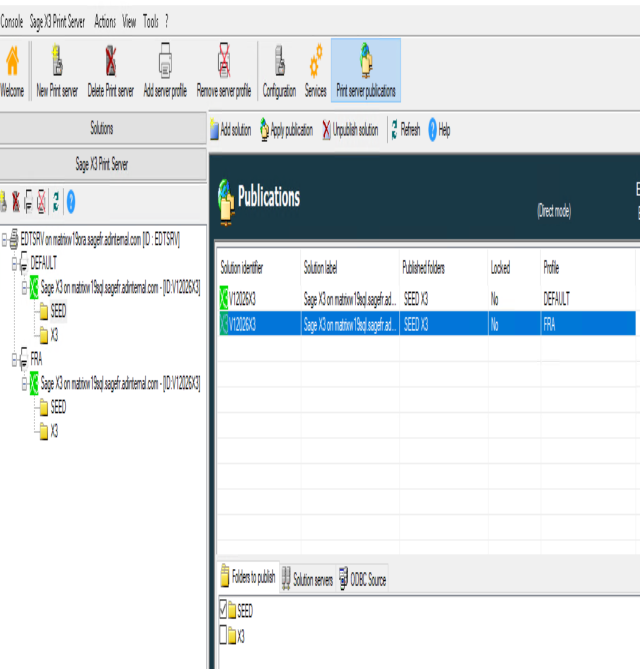 Console Sage X3 Print Server Actions View Tools ?
Welcome New Print server Delete Print server Add server profile Remove server profile Configuration Services Print server publications
Solutions
Sage X3 Print Server
Add solution Apply publication Unpublish solution Refresh Help
Publications
(Direct mode)
EDTSRV on matrixw19ora.sagefr.adinternal.com [ID : EDTSRV]
DEFAULT
Sage X3 on matrixw19sql.sagefr.adinternal.com - [ID:V12026X3]
SEED
X3
FRA
Sage X3 on matrixw19sql.sagefr.adinternal.com - [ID:V12026X3]
SEED
X3
Solution identifier Solution label Published folders Locked Profile
V12026X3 Sage X3 on matrixw19sql.sagefr.ad... SEED X3 No DEFAULT
V12026X3 Sage X3 on matrixw19sql.sagefr.ad... SEED X3 No FRA
Folders to publish Solution servers ODBC Source
SEED
X3